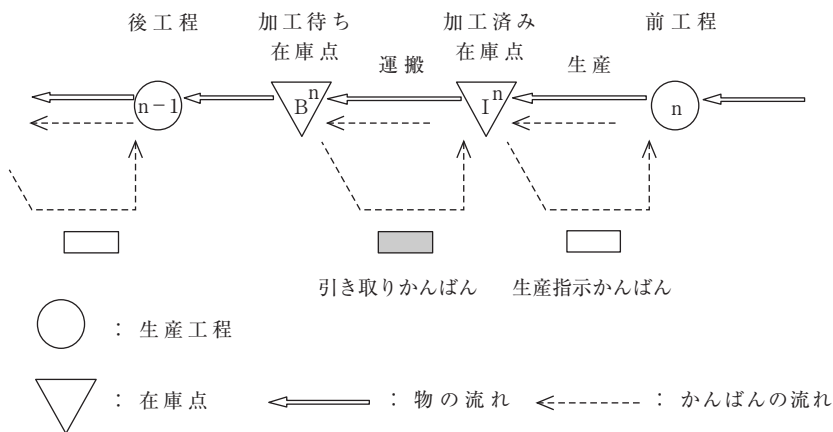 後工程 加工待ち 加工済み 前工程
在庫点 在庫点
運搬 生産
n-1 Bⁿ Iⁿ n
引き取りかんばん 生産指示かんばん
： 生産工程
： 在庫点 ： 物の流れ ： かんばんの流れ